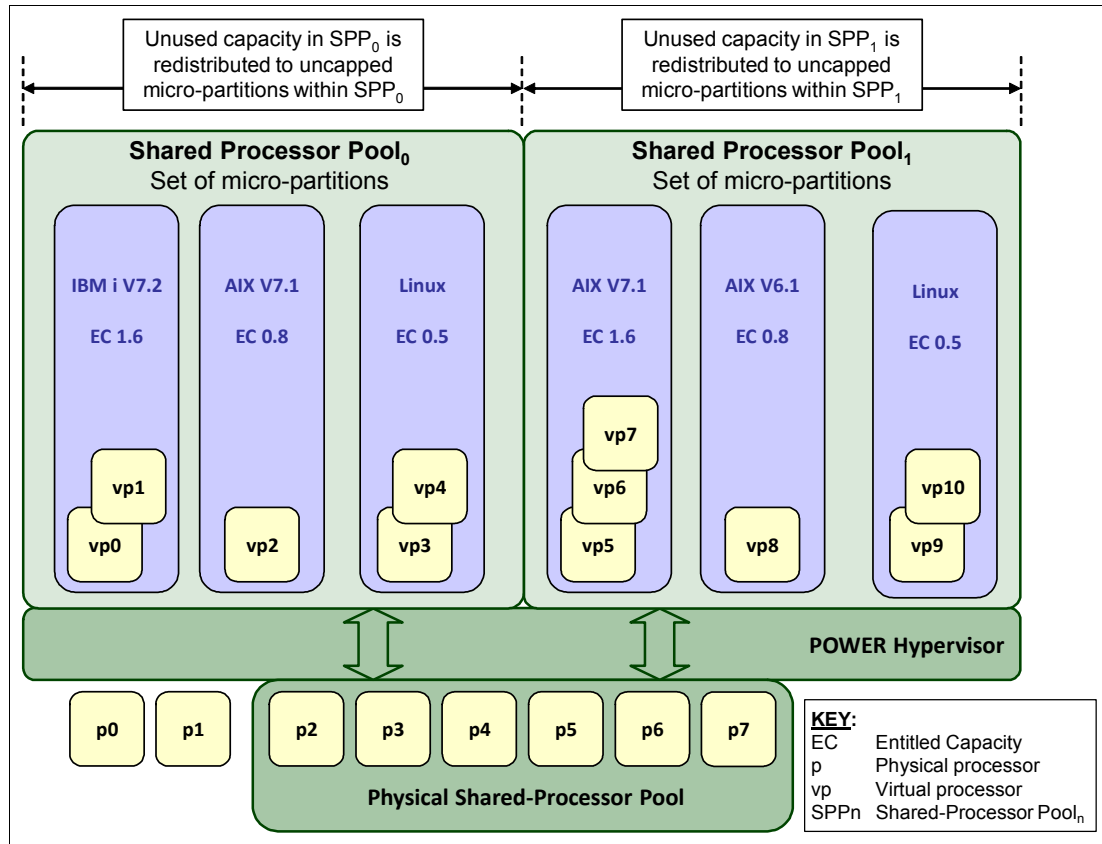 Unused capacity in SPP0 is
redistributed to uncapped
micro-partitions within SPP0
Unused capacity in SPP1 is
redistributed to uncapped
micro-partitions within SPP1
Shared Processor Pool0
Set of micro-partitions
Shared Processor Pool1
Set of micro-partitions
IBM i V7.2
EC 1.6
AIX V7.1
EC 0.8
Linux
EC 0.5
AIX V7.1
EC 1.6
AIX V6.1
EC 0.8
Linux
EC 0.5
vp1
vp0
vp2
vp4
vp3
vp7
vp6
vp5
vp8
vp10
vp9
POWER Hypervisor
p0
p1
p2
p3
p4
p5
p6
p7
Physical Shared-Processor Pool
KEY:
EC Entitled Capacity
p Physical processor
vp Virtual processor
SPPn Shared-Processor Pooln